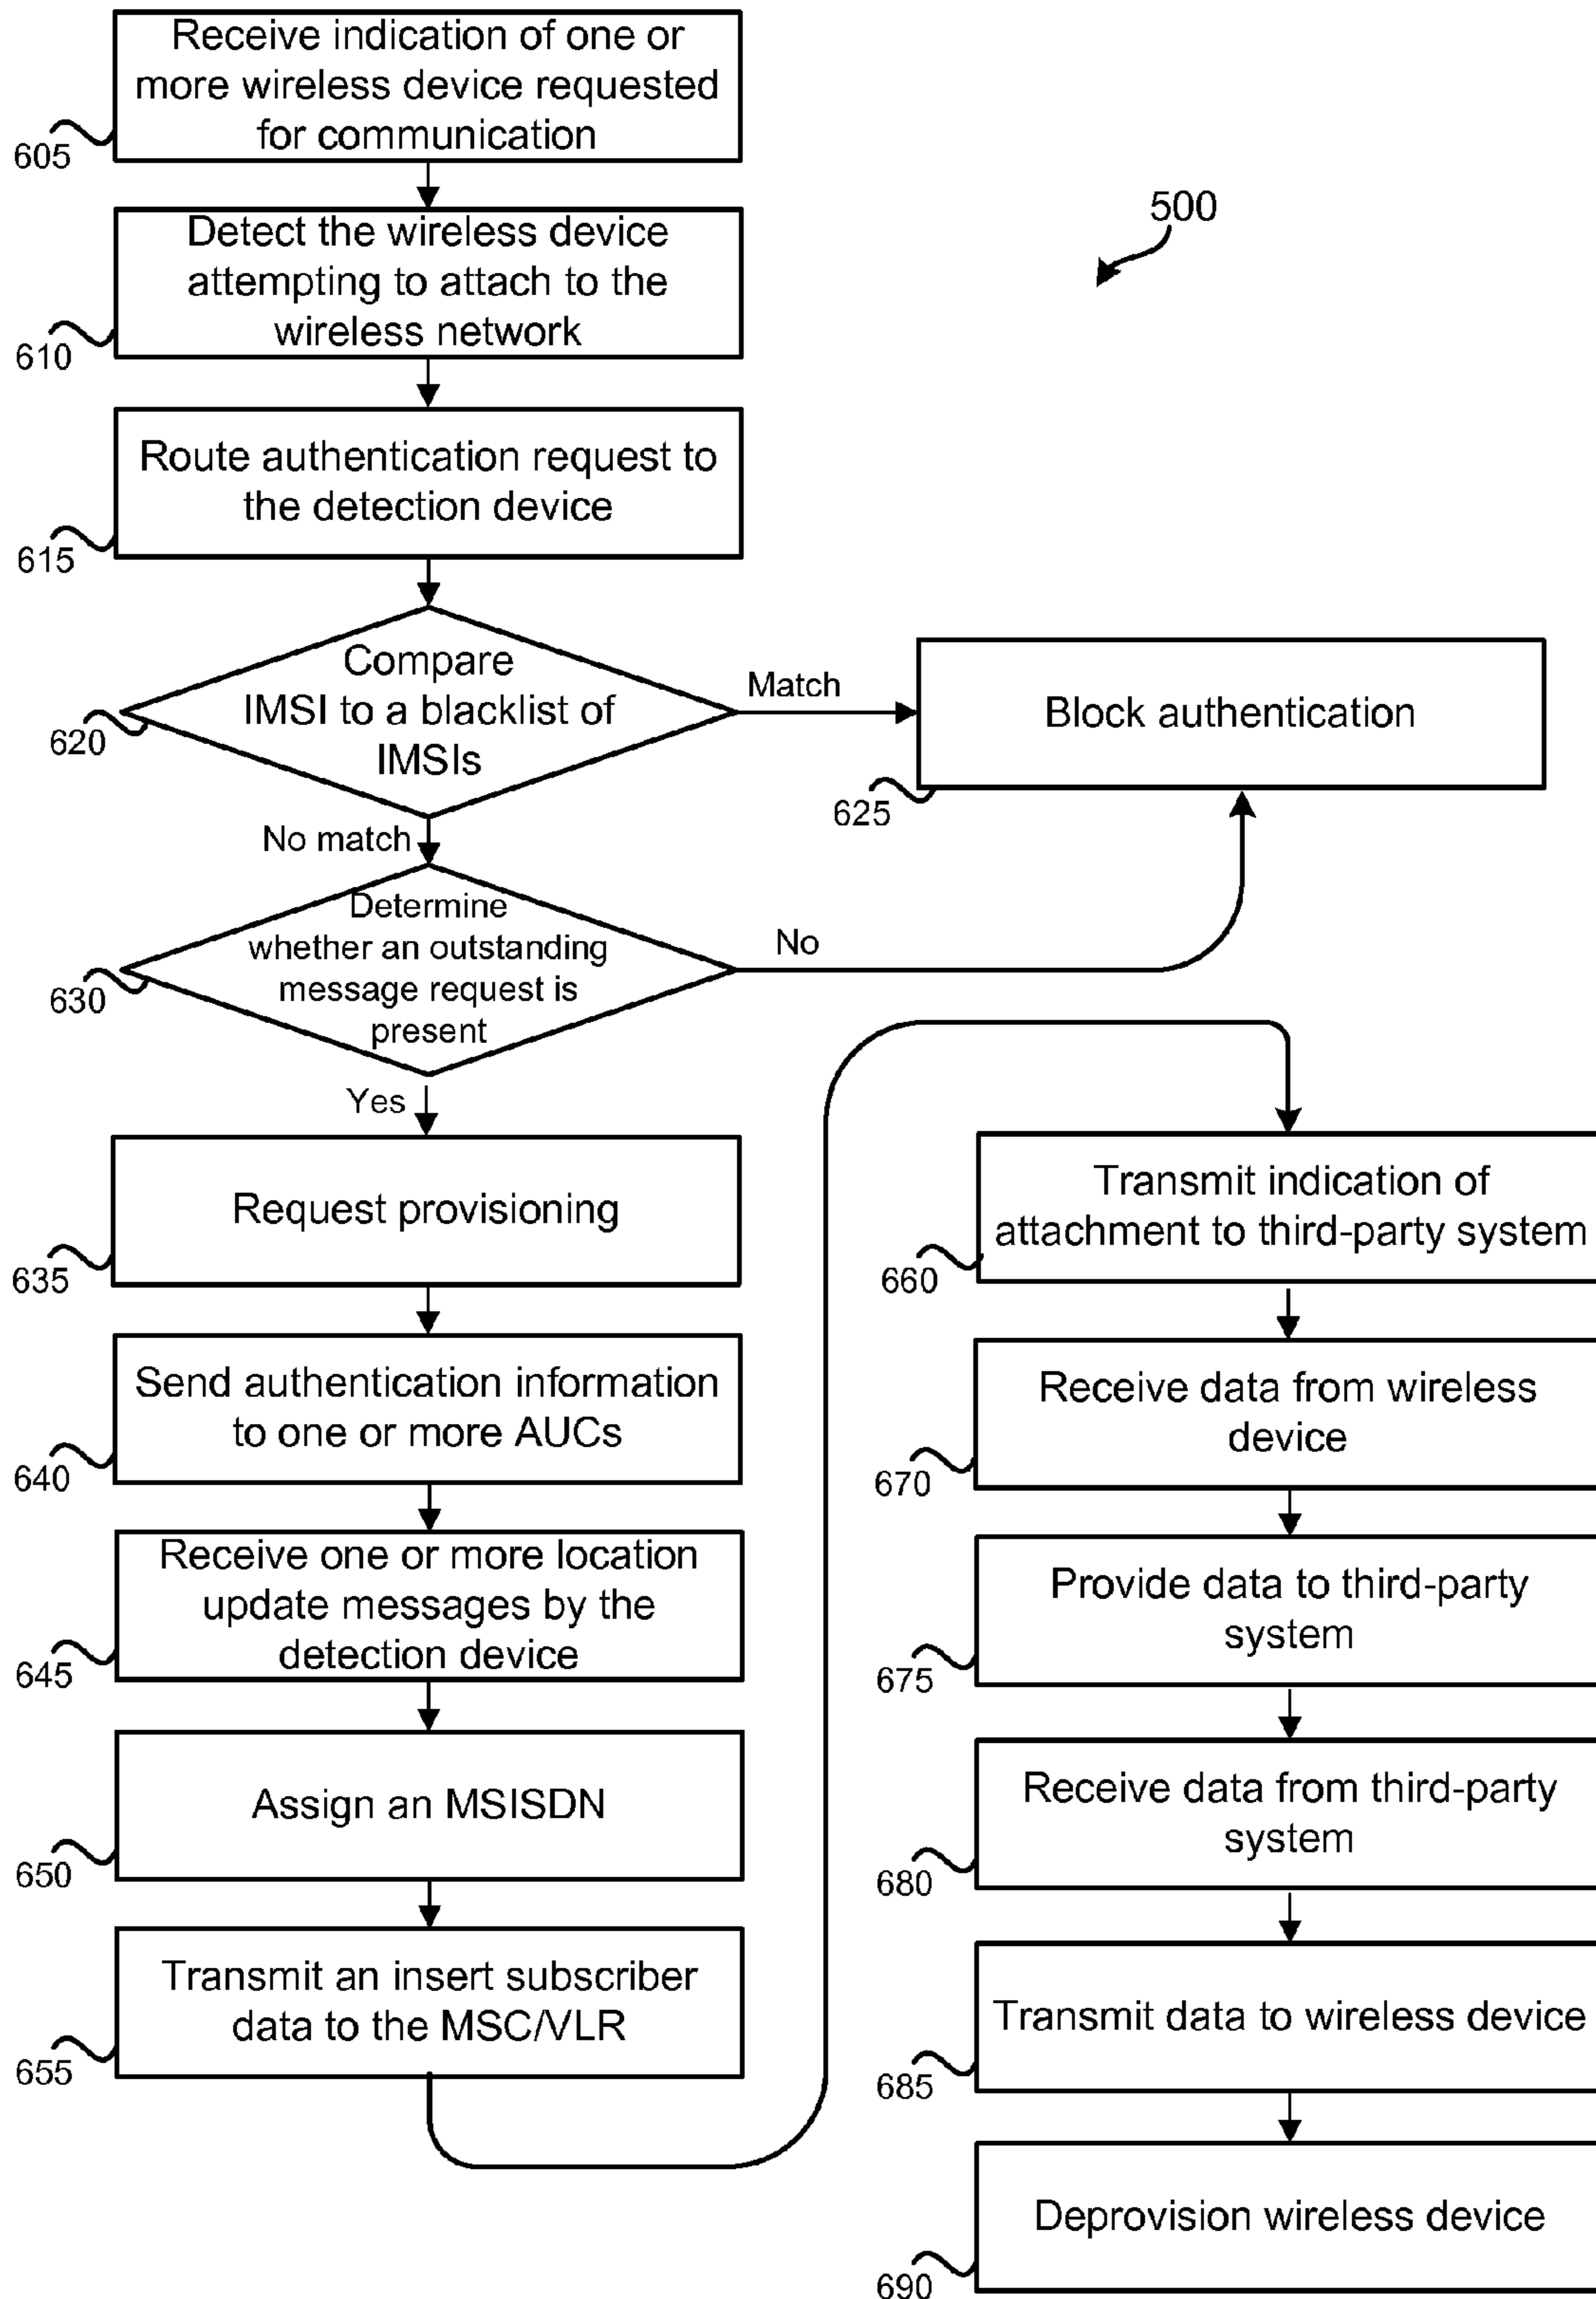 Receive indication of one or
more wireless device requested
for communication
605
500
Detect the wireless device
attempting to attach to the
wireless network
610
Route authentication request to
the detection device
615
Compare
IMSI to a blacklist of
IMSIs
620
Match
Block authentication
625
No match
Determine
whether an outstanding
message request is
present
630
No
Yes
Request provisioning
635
Send authentication information
to one or more AUCs
640
Receive one or more location
update messages by the
detection device
645
Assign an MSISDN
650
Transmit an insert subscriber
data to the MSC/VLR
655
Transmit indication of
attachment to third-party system
660
Receive data from wireless
device
670
Provide data to third-party
system
675
Receive data from third-party
system
680
Transmit data to wireless device
685
Deprovision wireless device
690